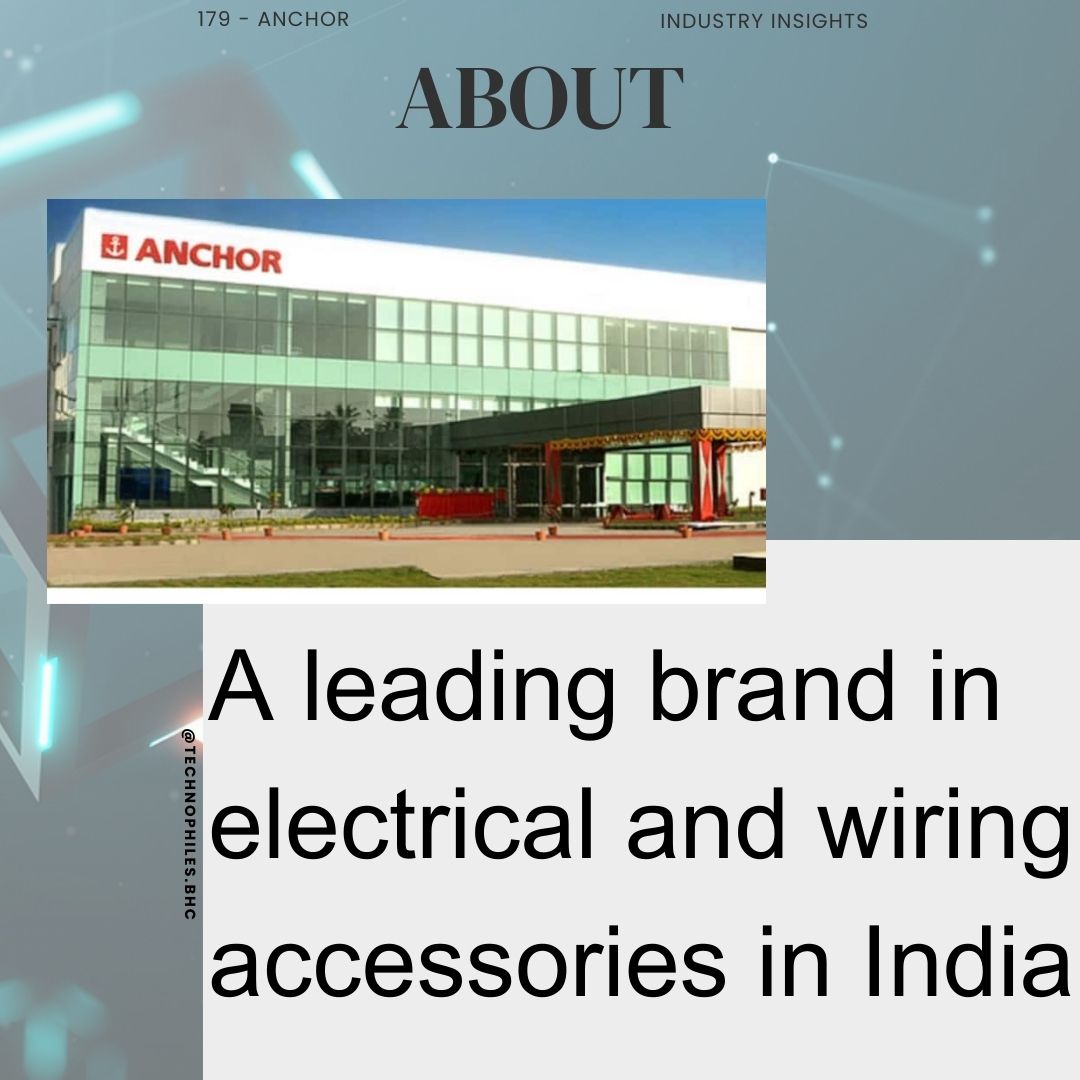 179 - ANCHOR
INDUSTRY INSIGHTS
ABOUT
ANCHOR
A leading brand in
electrical and wiring
accessories in India
@TECHNOPHILES.BHC